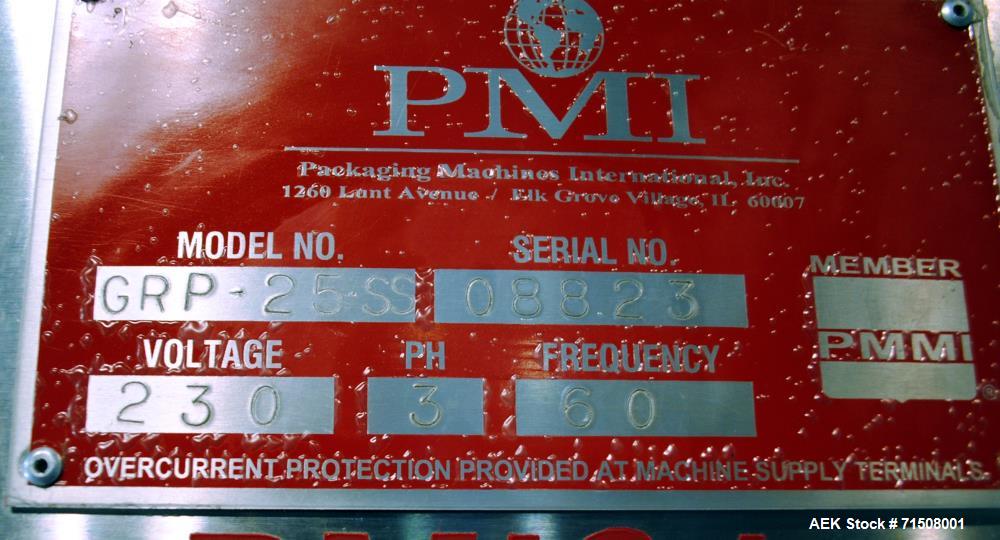 PMI
Packaging Machines International, Inc.
1260 Lunt Avenue / Elk Grove Village, IL 60007
MODEL NO. SERIAL NO.
GRP-25-SS 08823
MEMBER
PMMI
®
VOLTAGE PH FREQUENCY
230 3 60
OVERCURRENT PROTECTION PROVIDED AT MACHINE SUPPLY TERMINALS
AEK Stock # 71508001